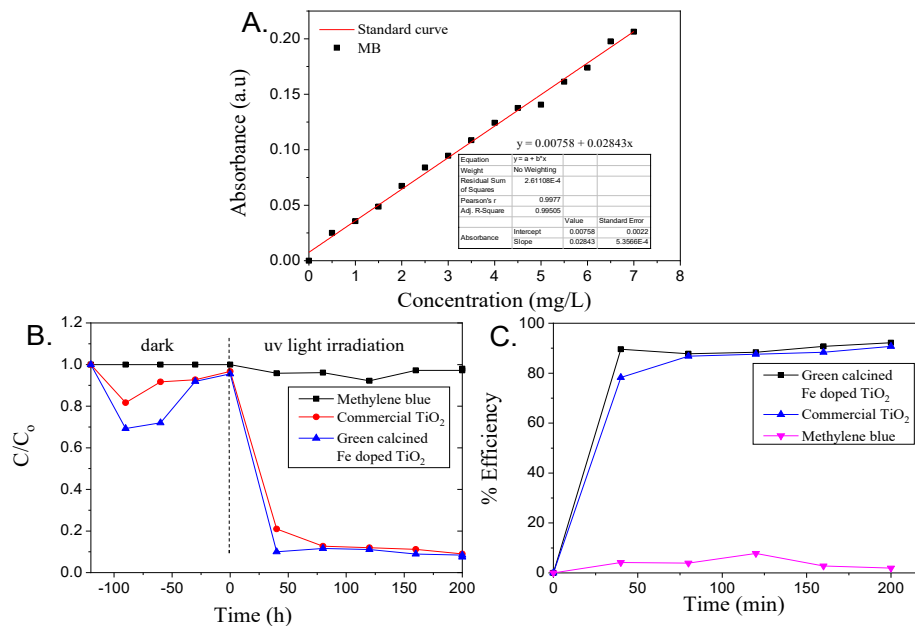 A.
Standard curve
MB
y = 0.00758 + 0.02843x
Equation y = a + b*x
Weight No Weighting
Residual Sum of Squares 2.61108E-4
Pearson's r 0.9977
Adj. R-Square 0.99505
Value Standard Error
Absorbance Intercept 0.00758 0.0022
Slope 0.02843 5.3566E-4
0.20
0.15
0.10
0.05
0.00
Absorbance (a.u)
0 1 2 3 4 5 6 7 8
Concentration (mg/L)
B.
dark uv light irradiation
Methylene blue
Commercial TiO2
Green calcined
Fe doped TiO2
1.2
1.0
0.8
0.6
0.4
0.2
0.0
C/Co
-100 -50 0 50 100 150 200
Time (h)
C.
Green calcined
Fe doped TiO2
Commercial TiO2
Methylene blue
100
80
60
40
20
0
% Efficiency
0 50 100 150 200
Time (min)